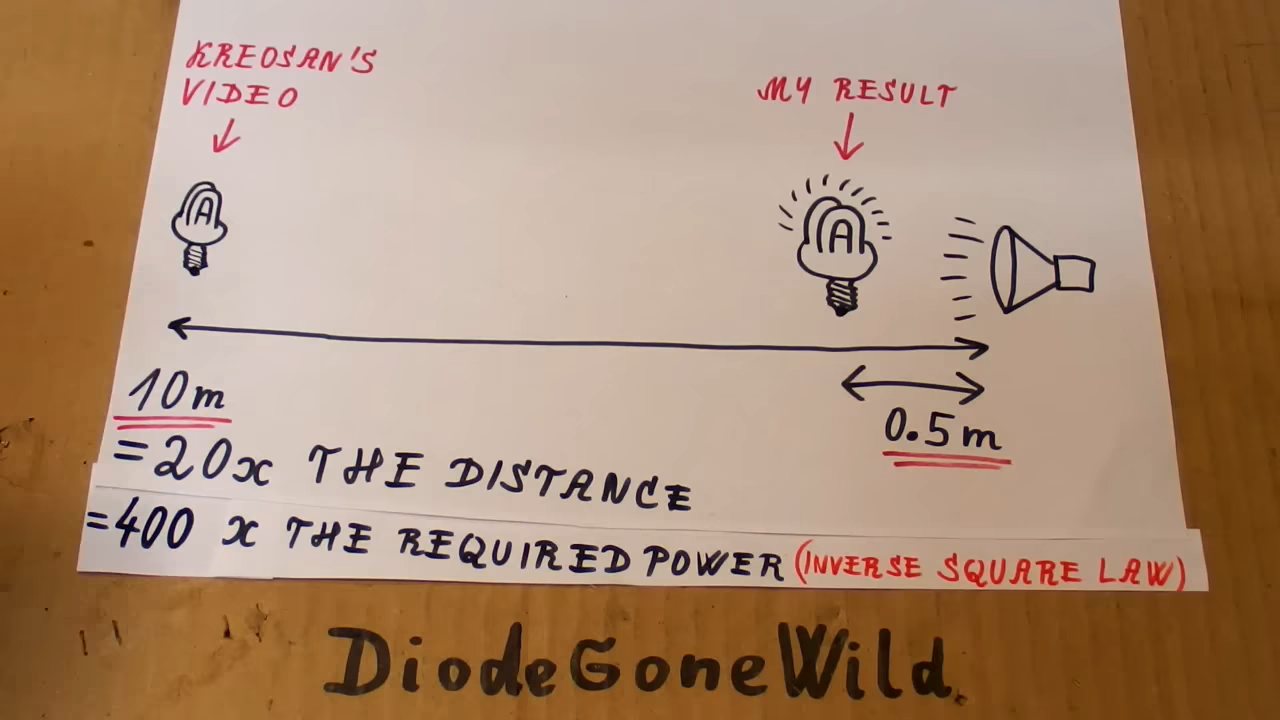 KREOSAN'S
VIDEO
MY RESULT
10m
0.5m
=20x THE DISTANCE
=400 x THE REQUIRED POWER (INVERSE SQUARE LAW)
DiodeGoneWild.